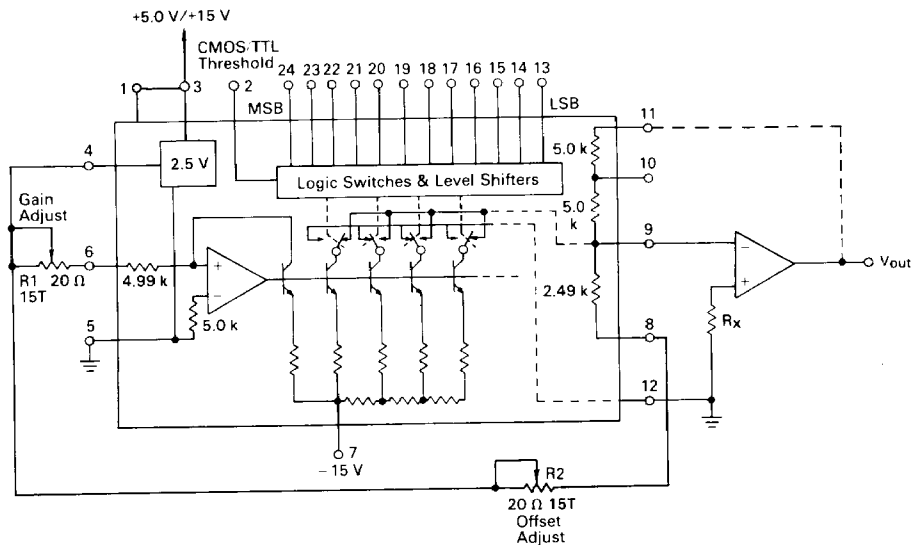 +5.0 V/+15 V
CMOS/TTL
Threshold
1
3
2
24 23 22 21 20 19 18 17 16 15 14 13
MSB
LSB
11
5.0 k
10
4
2.5 V
Logic Switches & Level Shifters
5.0
k
Gain
Adjust
9
6
R1
15T
20 Ω
4.99 k
+
−
5.0 k
2.49 k
−
+
Vout
Rx
5
8
12
7
−15 V
R2
20 Ω 15T
Offset
Adjust